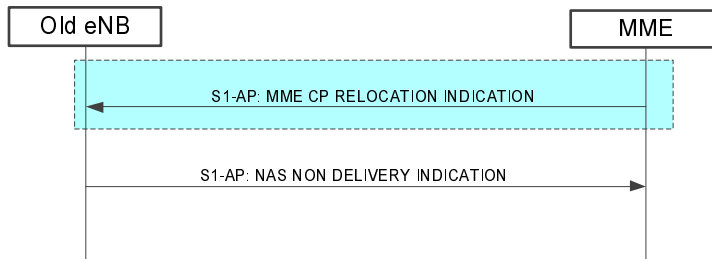 Old eNB
MME
S1-AP: MME CP RELOCATION INDICATION
S1-AP: NAS NON DELIVERY INDICATION